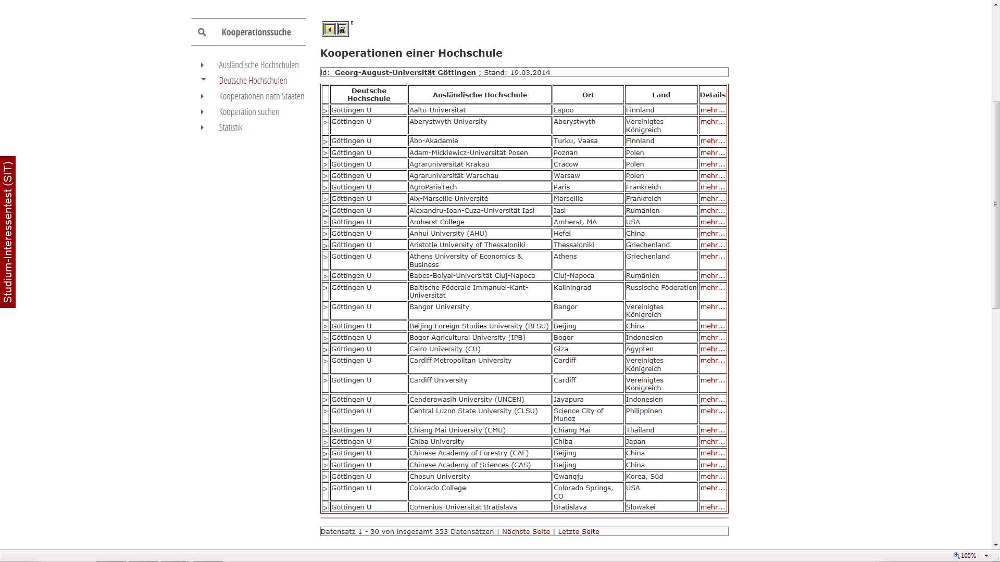 Kooperationssuche
Ausländische Hochschulen
Deutsche Hochschulen
Kooperationen nach Staaten
Kooperation suchen
Statistik
Studium-Interessentest (SIT)
Kooperationen einer Hochschule
id: Georg-August-Universität Göttingen ; Stand: 19.03.2014
Deutsche Hochschule Ausländische Hochschule Ort Land Details
> Göttingen U Aalto-Universität Espoo Finnland mehr...
> Göttingen U Aberystwyth University Aberystwyth Vereinigtes Königreich mehr...
> Göttingen U Åbo-Akademie Turku, Vaasa Finnland mehr...
> Göttingen U Adam-Mickiewicz-Universität Posen Poznan Polen mehr...
> Göttingen U Agraruniversität Krakau Cracow Polen mehr...
> Göttingen U Agraruniversität Warschau Warsaw Polen mehr...
> Göttingen U AgroParisTech Paris Frankreich mehr...
> Göttingen U Aix-Marseille Université Marseille Frankreich mehr...
> Göttingen U Alexandru-Ioan-Cuza-Universität Iasi Iasi Rumänien mehr...
> Göttingen U Amherst College Amherst, MA USA mehr...
> Göttingen U Anhui University (AHU) Hefei China mehr...
> Göttingen U Aristotle University of Thessaloniki Thessaloniki Griechenland mehr...
> Göttingen U Athens University of Economics & Business Athens Griechenland mehr...
> Göttingen U Babes-Bolyai-Universität Cluj-Napoca Cluj-Napoca Rumänien mehr...
> Göttingen U Baltische Föderale Immanuel-Kant-Universität Kaliningrad Russische Föderation mehr...
> Göttingen U Bangor University Bangor Vereinigtes Königreich mehr...
> Göttingen U Beijing Foreign Studies University (BFSU) Beijing China mehr...
> Göttingen U Bogor Agricultural University (IPB) Bogor Indonesien mehr...
> Göttingen U Cairo University (CU) Giza Ägypten mehr...
> Göttingen U Cardiff Metropolitan University Cardiff Vereinigtes Königreich mehr...
> Göttingen U Cardiff University Cardiff Vereinigtes Königreich mehr...
> Göttingen U Cenderawasih University (UNCEN) Jayapura Indonesien mehr...
> Göttingen U Central Luzon State University (CLSU) Science City of Munoz Philippinen mehr...
> Göttingen U Chiang Mai University (CMU) Chiang Mai Thailand mehr...
> Göttingen U Chiba University Chiba Japan mehr...
> Göttingen U Chinese Academy of Forestry (CAF) Beijing China mehr...
> Göttingen U Chinese Academy of Sciences (CAS) Beijing China mehr...
> Göttingen U Chosun University Gwangju Korea, Süd mehr...
> Göttingen U Colorado College Colorado Springs, CO USA mehr...
> Göttingen U Comenius-Universität Bratislava Bratislava Slowakei mehr...
Datensatz 1 - 30 von insgesamt 353 Datensätzen | Nächste Seite | Letzte Seite
100%